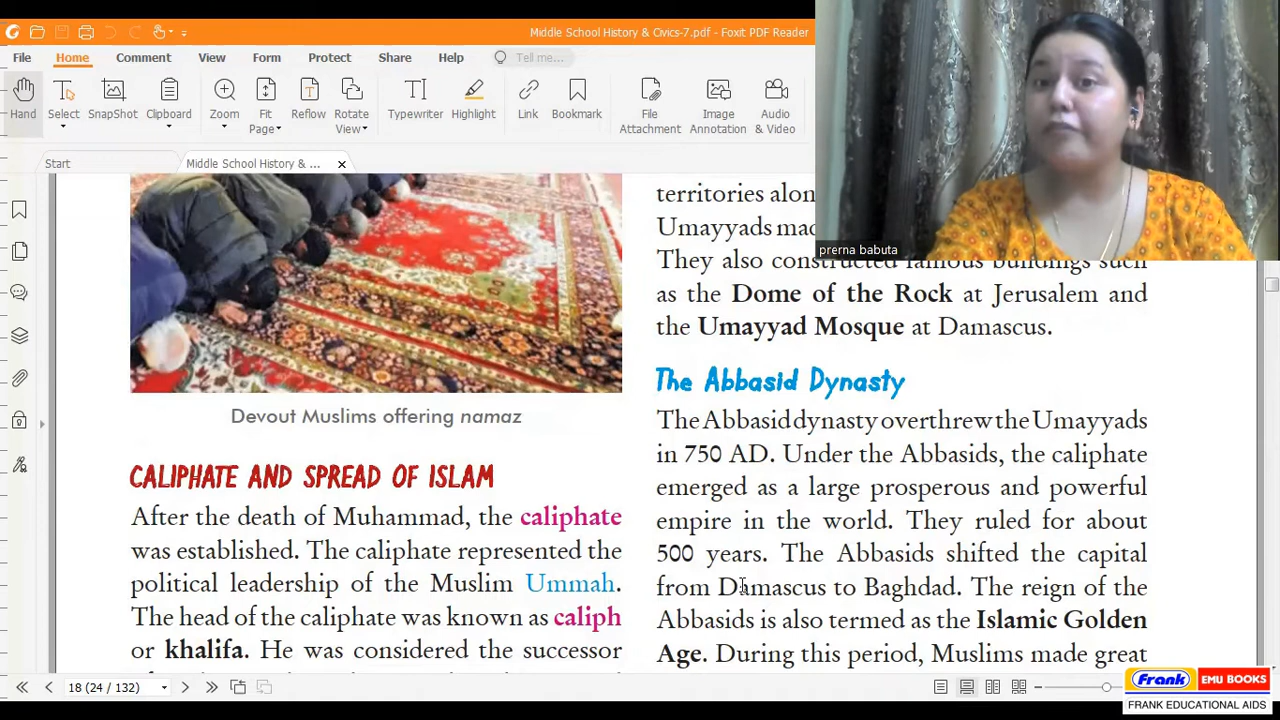 Middle School History & Civics-7.pdf - Foxit PDF Reader
File Home Comment View Form Protect Share Help Tell me...
Hand Select SnapShot Clipboard Zoom Fit Page Reflow Rotate View Typewriter Highlight Link Bookmark File Attachment Image Annotation Audio & Video
Start Middle School History & ...
prerna babuta
Devout Muslims offering namaz
CALIPHATE AND SPREAD OF ISLAM
After the death of Muhammad, the caliphate
was established. The caliphate represented the
political leadership of the Muslim Ummah.
The head of the caliphate was known as caliph
or khalifa. He was considered the successor
territories
Umayyads
They also constructed famous buildings such
as the Dome of the Rock at Jerusalem and
the Umayyad Mosque at Damascus.
The Abbasid Dynasty
The Abbasid dynasty overthrew the Umayyads
in 750 AD. Under the Abbasids, the caliphate
emerged as a large prosperous and powerful
empire in the world. They ruled for about
500 years. The Abbasids shifted the capital
from Damascus to Baghdad. The reign of the
Abbasids is also termed as the Islamic Golden
Age. During this period, Muslims made great
18 (24 / 132)
Frank EMU BOOKS
FRANK EDUCATIONAL AIDS